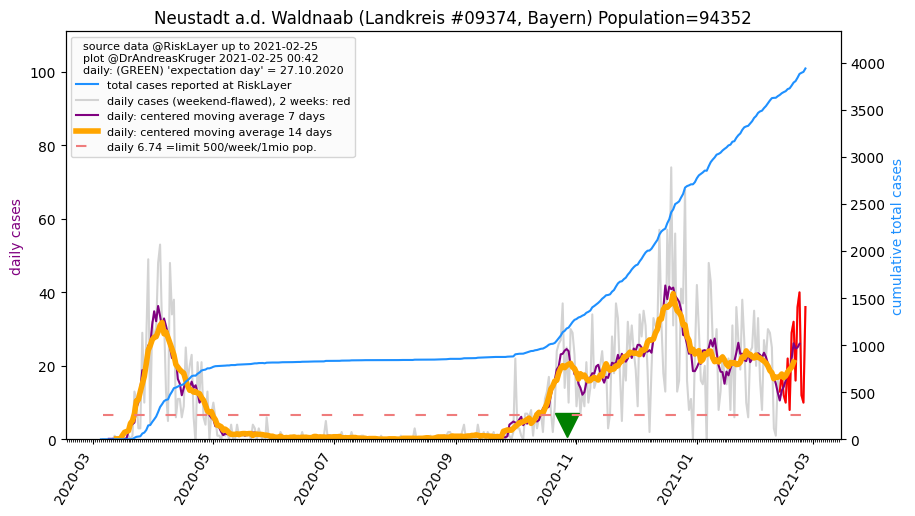 Neustadt a.d. Waldnaab (Landkreis #09374, Bayern) Population=94352
source data @RiskLayer up to 2021-02-25
plot @DrAndreasKruger 2021-02-25 00:42
daily: (GREEN) 'expectation day' = 27.10.2020
total cases reported at RiskLayer
daily cases (weekend-flawed), 2 weeks: red
daily: centered moving average 7 days
daily: centered moving average 14 days
daily 6.74 =limit 500/week/1mio pop.
daily cases
100
80
60
40
20
0
cumulative total cases
4000
3500
3000
2500
2000
1500
1000
500
0
2020-03
2020-05
2020-07
2020-09
2020-11
2021-01
2021-03